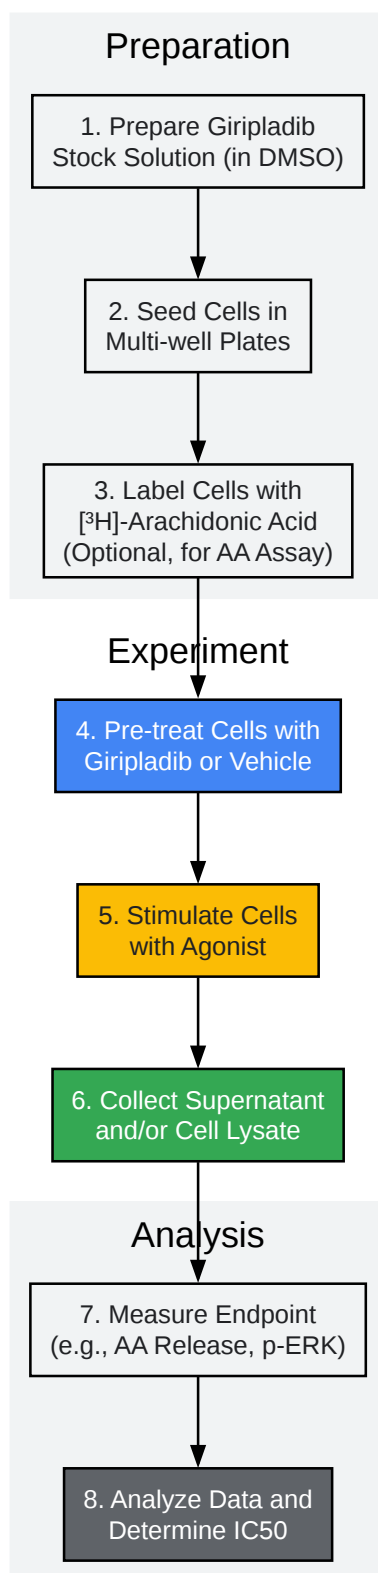 Preparation
1. Prepare Giripladib
Stock Solution (in DMSO)
2. Seed Cells in
Multi-well Plates
3. Label Cells with
[³H]-Arachidonic Acid
(Optional, for AA Assay)
Experiment
4. Pre-treat Cells with
Giripladib or Vehicle
5. Stimulate Cells
with Agonist
6. Collect Supernatant
and/or Cell Lysate
Analysis
7. Measure Endpoint
(e.g., AA Release, p-ERK)
8. Analyze Data and
Determine IC50